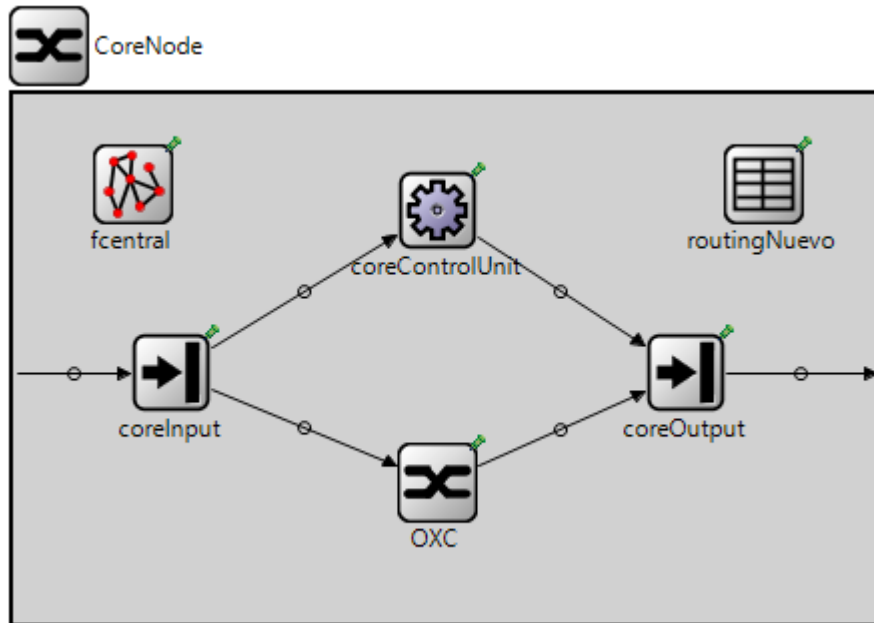 CoreNode
fcentral
coreControlUnit
routingNuevo
coreInput
coreOutput
OXC